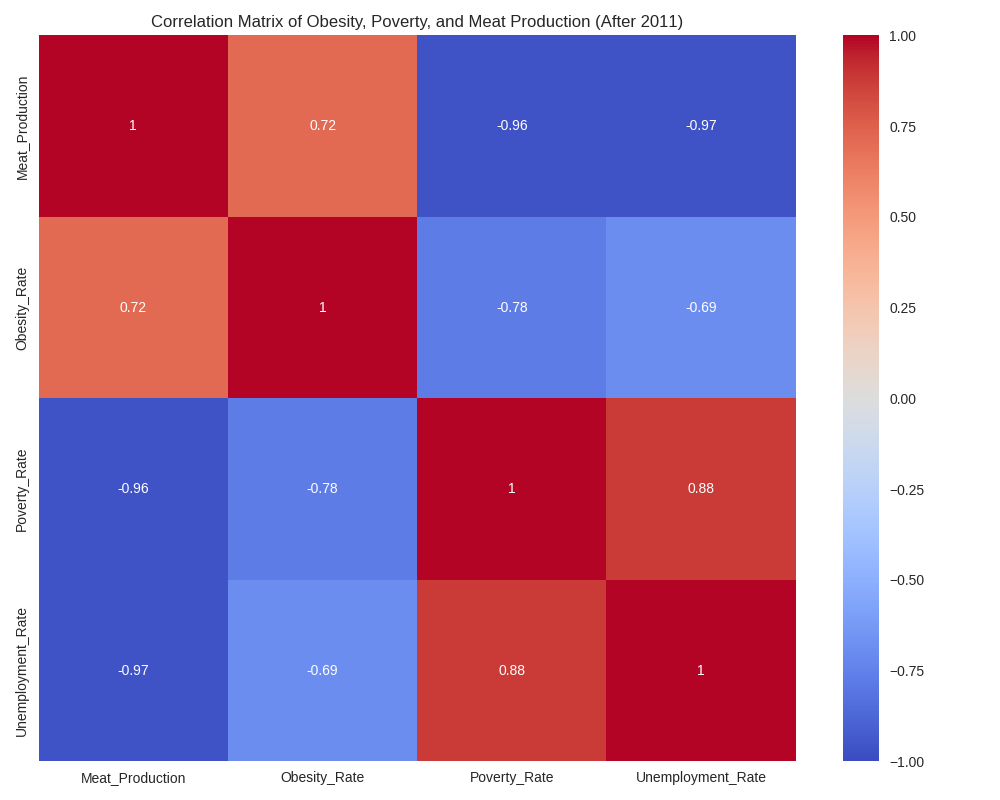 Correlation Matrix of Obesity, Poverty, and Meat Production (After 2011)
Meat_Production
1
0.72
-0.96
-0.97
Obesity_Rate
0.72
1
-0.78
-0.69
Poverty_Rate
-0.96
-0.78
1
0.88
Unemployment_Rate
-0.97
-0.69
0.88
1
Meat_Production
Obesity_Rate
Poverty_Rate
Unemployment_Rate
1.00
0.75
0.50
0.25
0.00
−0.25
−0.50
−0.75
−1.00